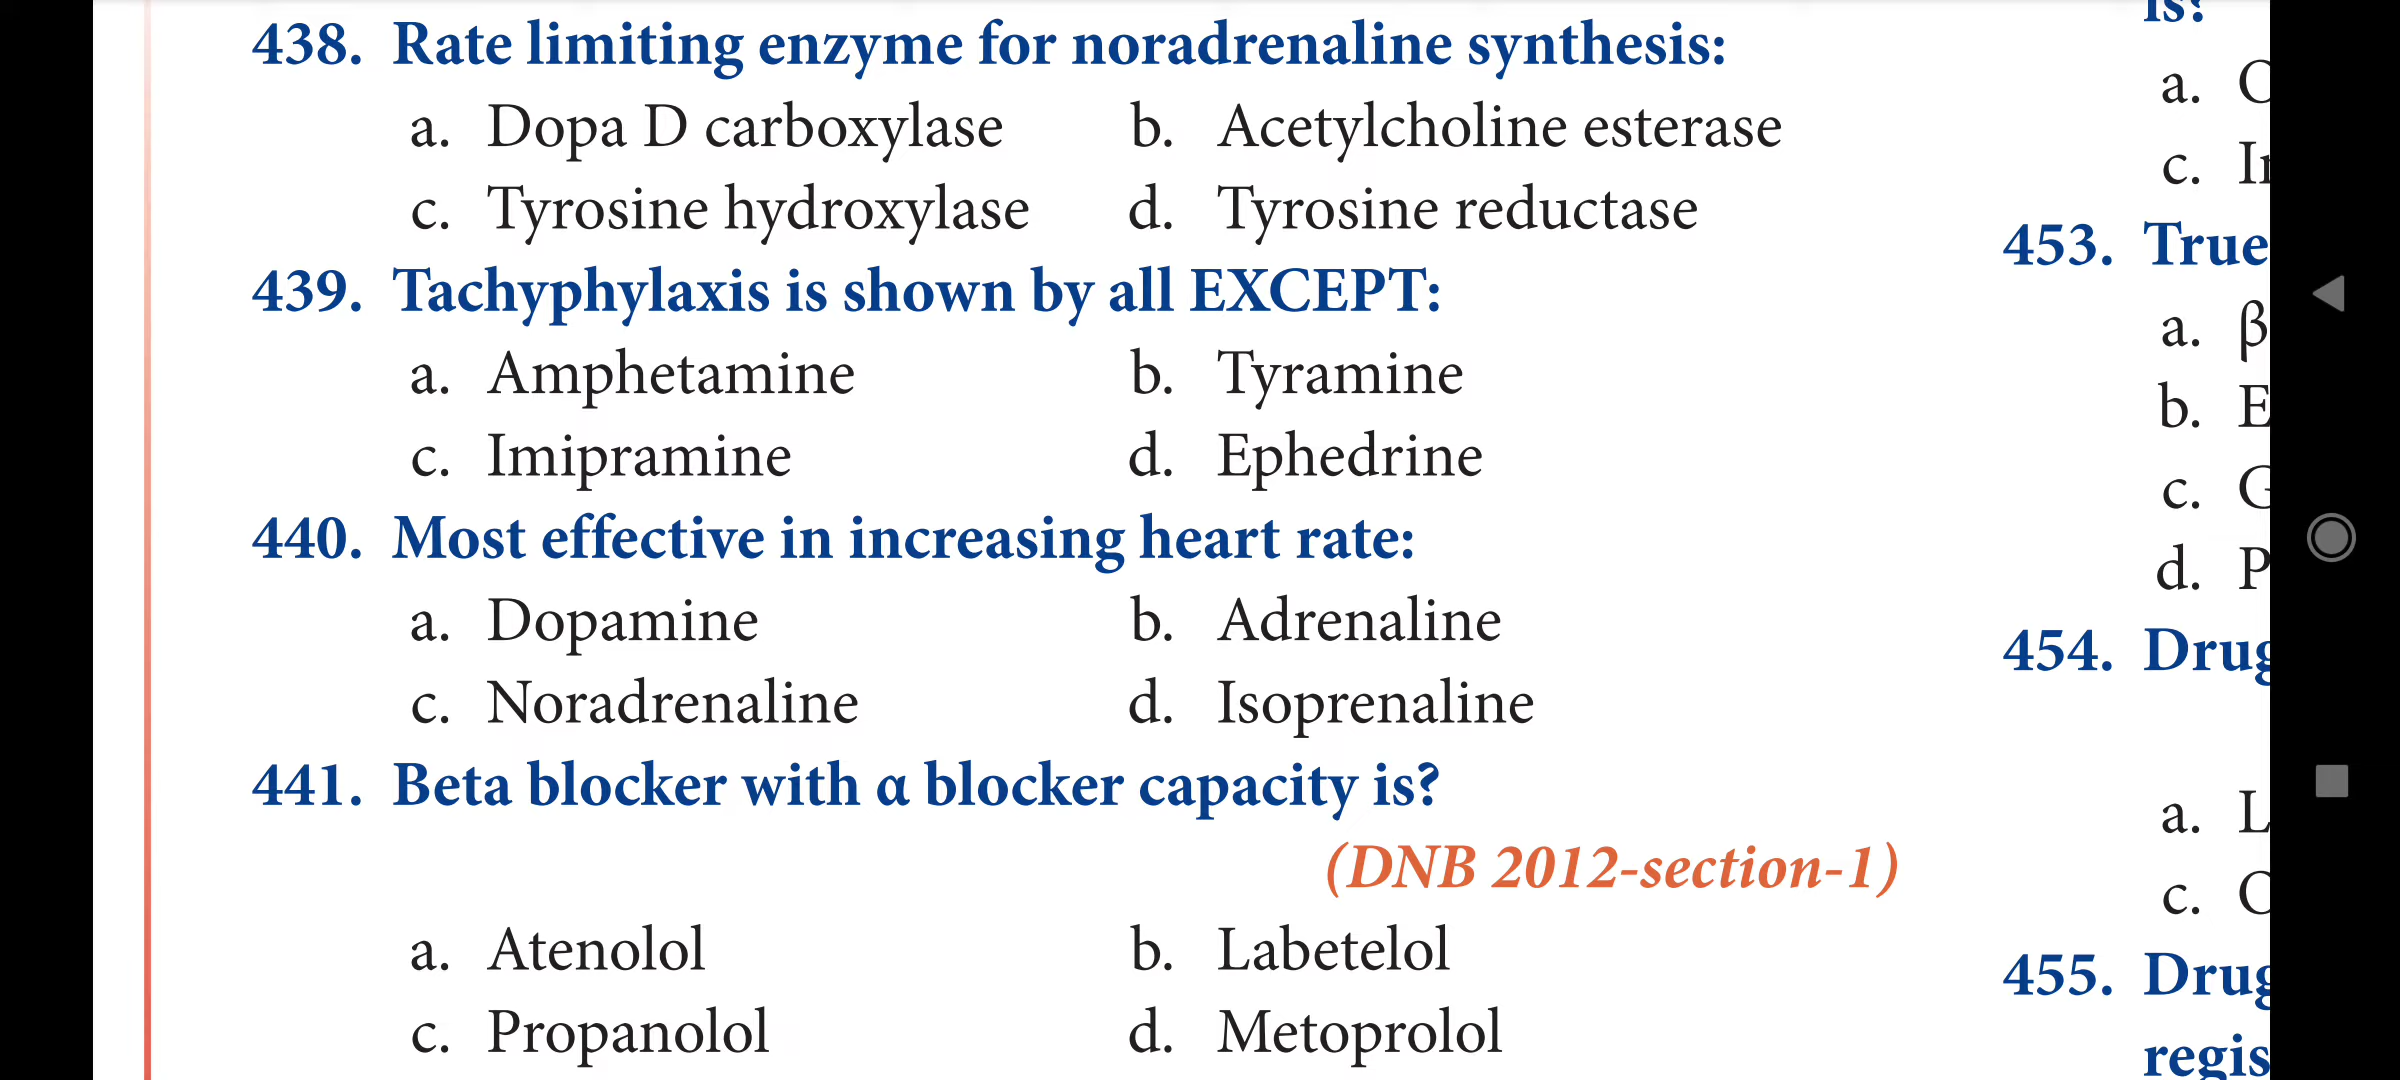 438. Rate limiting enzyme for noradrenaline synthesis:
a. Dopa D carboxylase b. Acetylcholine esterase
c. Tyrosine hydroxylase d. Tyrosine reductase
439. Tachyphylaxis is shown by all EXCEPT:
a. Amphetamine b. Tyramine
c. Imipramine d. Ephedrine
440. Most effective in increasing heart rate:
a. Dopamine b. Adrenaline
c. Noradrenaline d. Isoprenaline
441. Beta blocker with α blocker capacity is?
(DNB 2012-section-1)
a. Atenolol b. Labetelol
c. Propanolol d. Metoprolol
is?
a.
c.
453. True
a. β
b. E
c.
d. P
454. Drug
a. L
c.
455. Drug
regis